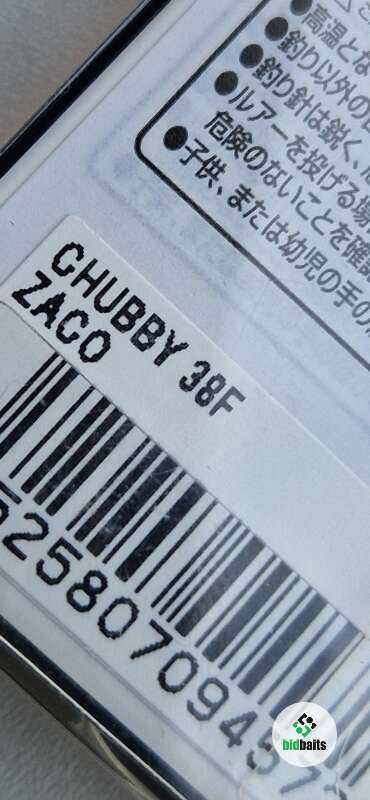 高温とな
釣り以外の
釣り針は鋭く、
ルアーを投げる場
危険のないことを確認
子供、または幼児の手の
CHUBBY 38F
ZACO
525807094
bidbaits